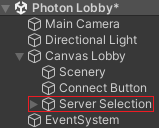 Photon Lobby*
Main Camera
Directional Light
Canvas Lobby
Scenery
Connect Button
Server Selection
EventSystem